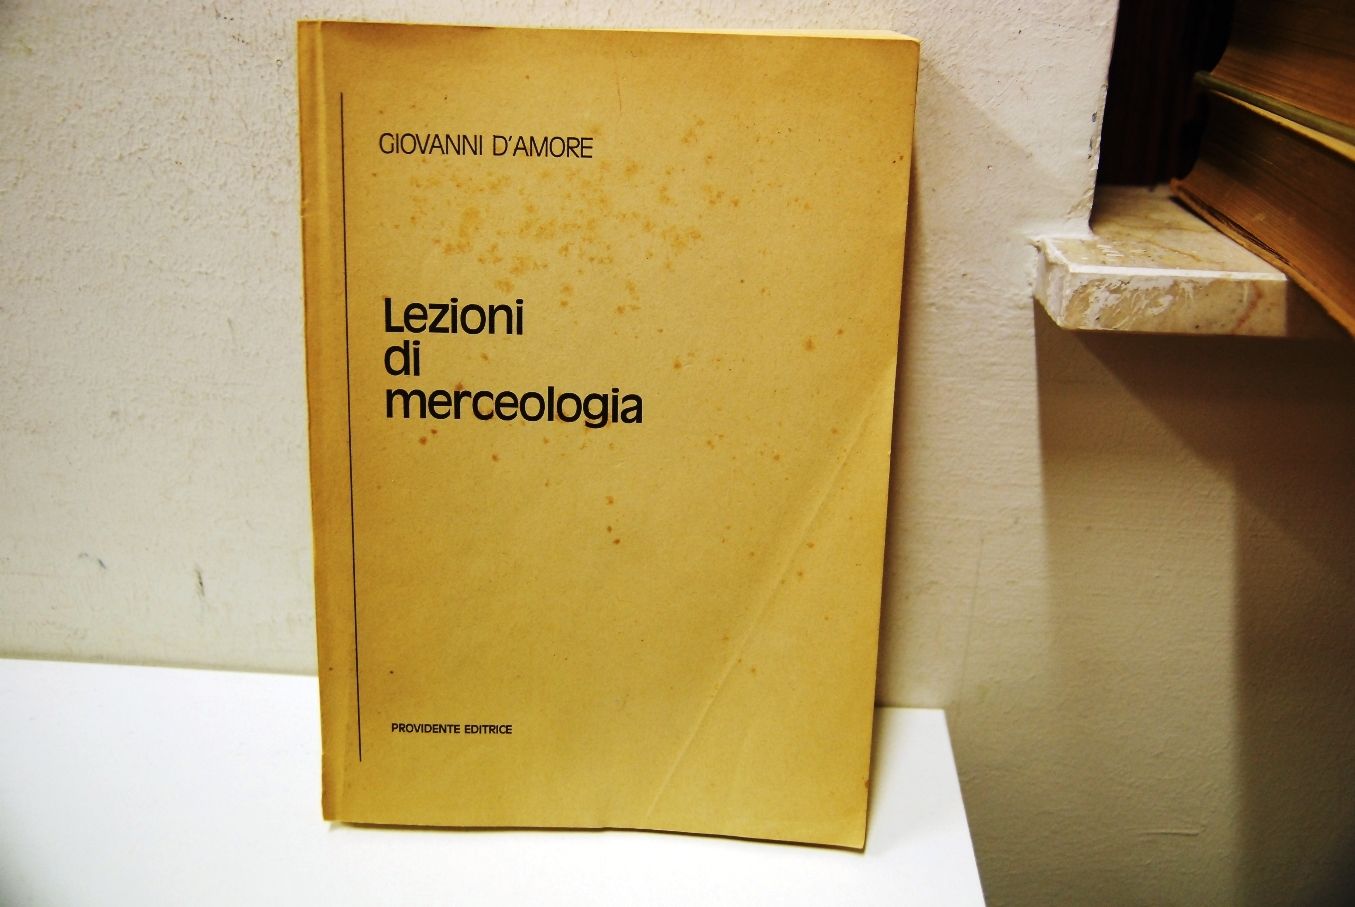 GIOVANNI D'AMORE
Lezioni
di
merceologia
PROVIDENTE EDITRICE